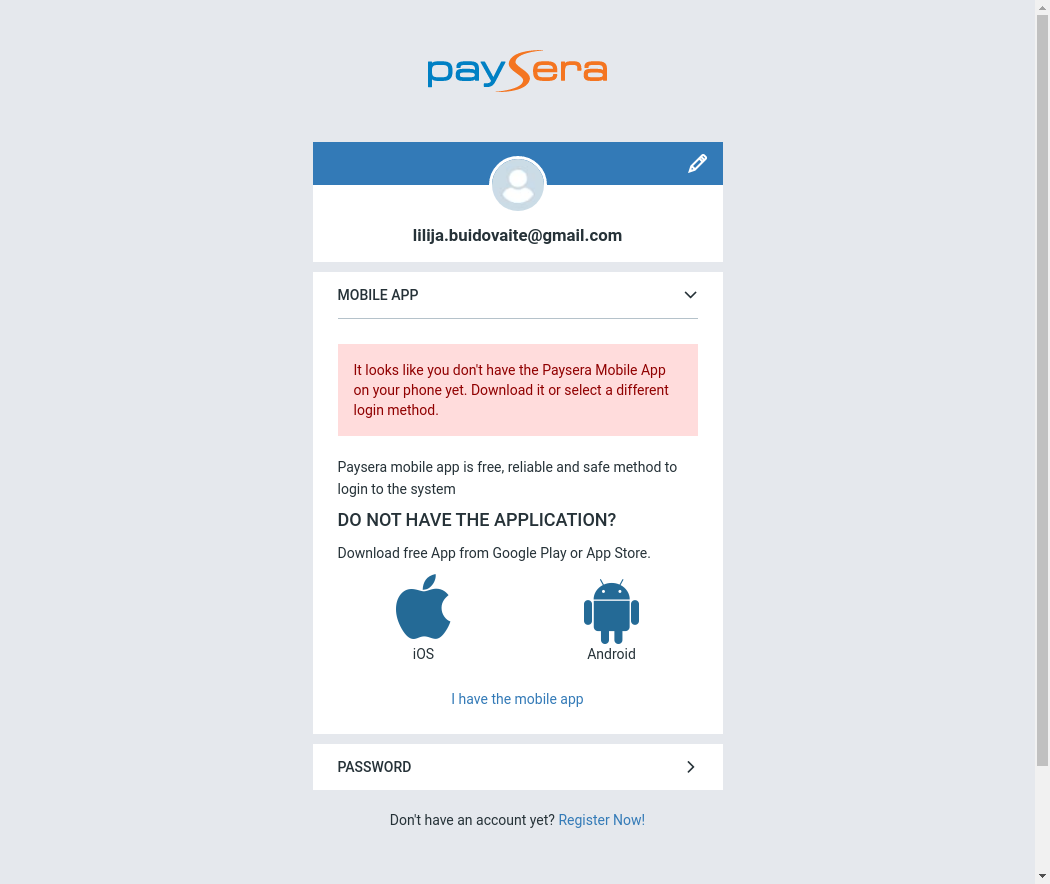 paysera
lilija.buidovaite@gmail.com
MOBILE APP
It looks like you don't have the Paysera Mobile App
on your phone yet. Download it or select a different
login method.
Paysera mobile app is free, reliable and safe method to
login to the system
DO NOT HAVE THE APPLICATION?
Download free App from Google Play or App Store.
iOS
Android
I have the mobile app
PASSWORD
Don't have an account yet? Register Now!